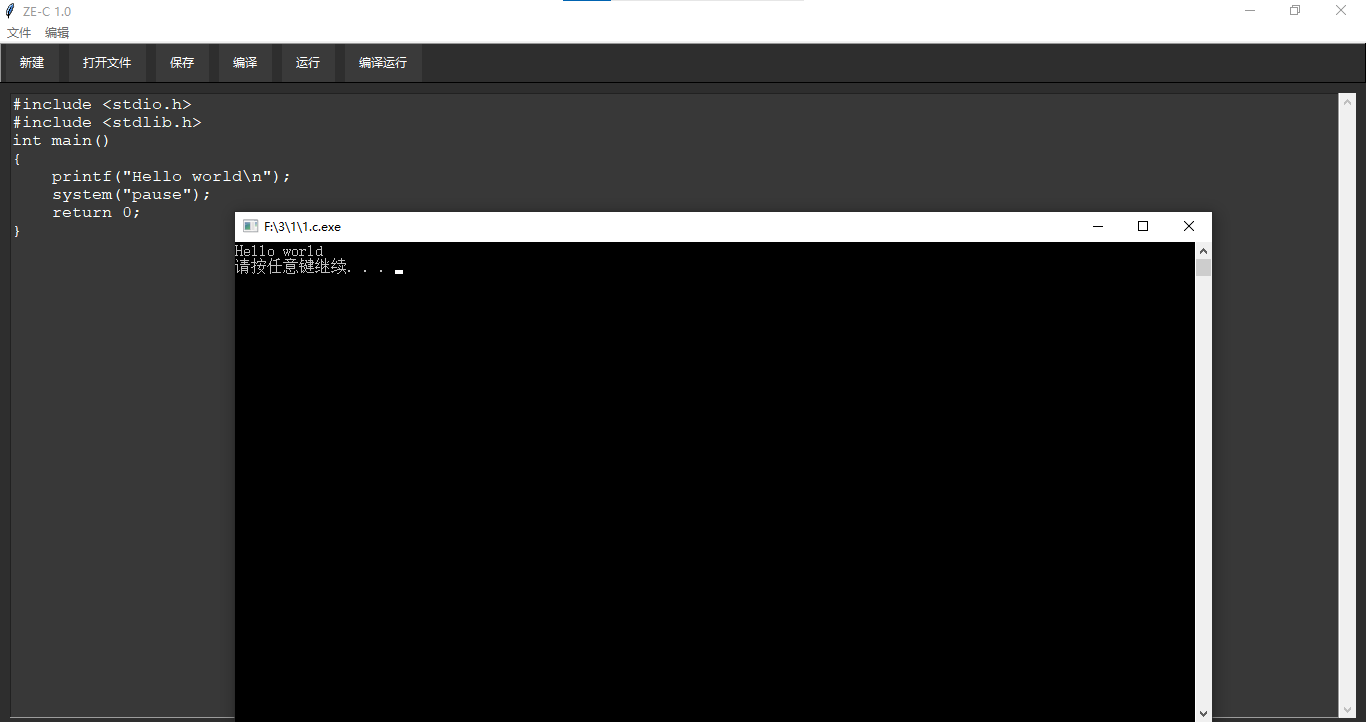 ZE-C 1.0
文件 编辑
新建 打开文件 保存 编译 运行 编译运行
#include <stdio.h>
#include <stdlib.h>
int main()
{
    printf("Hello world\n");
    system("pause");
    return 0;
}
F:\3\1\1.c.exe
Hello world
请按任意键继续. . .